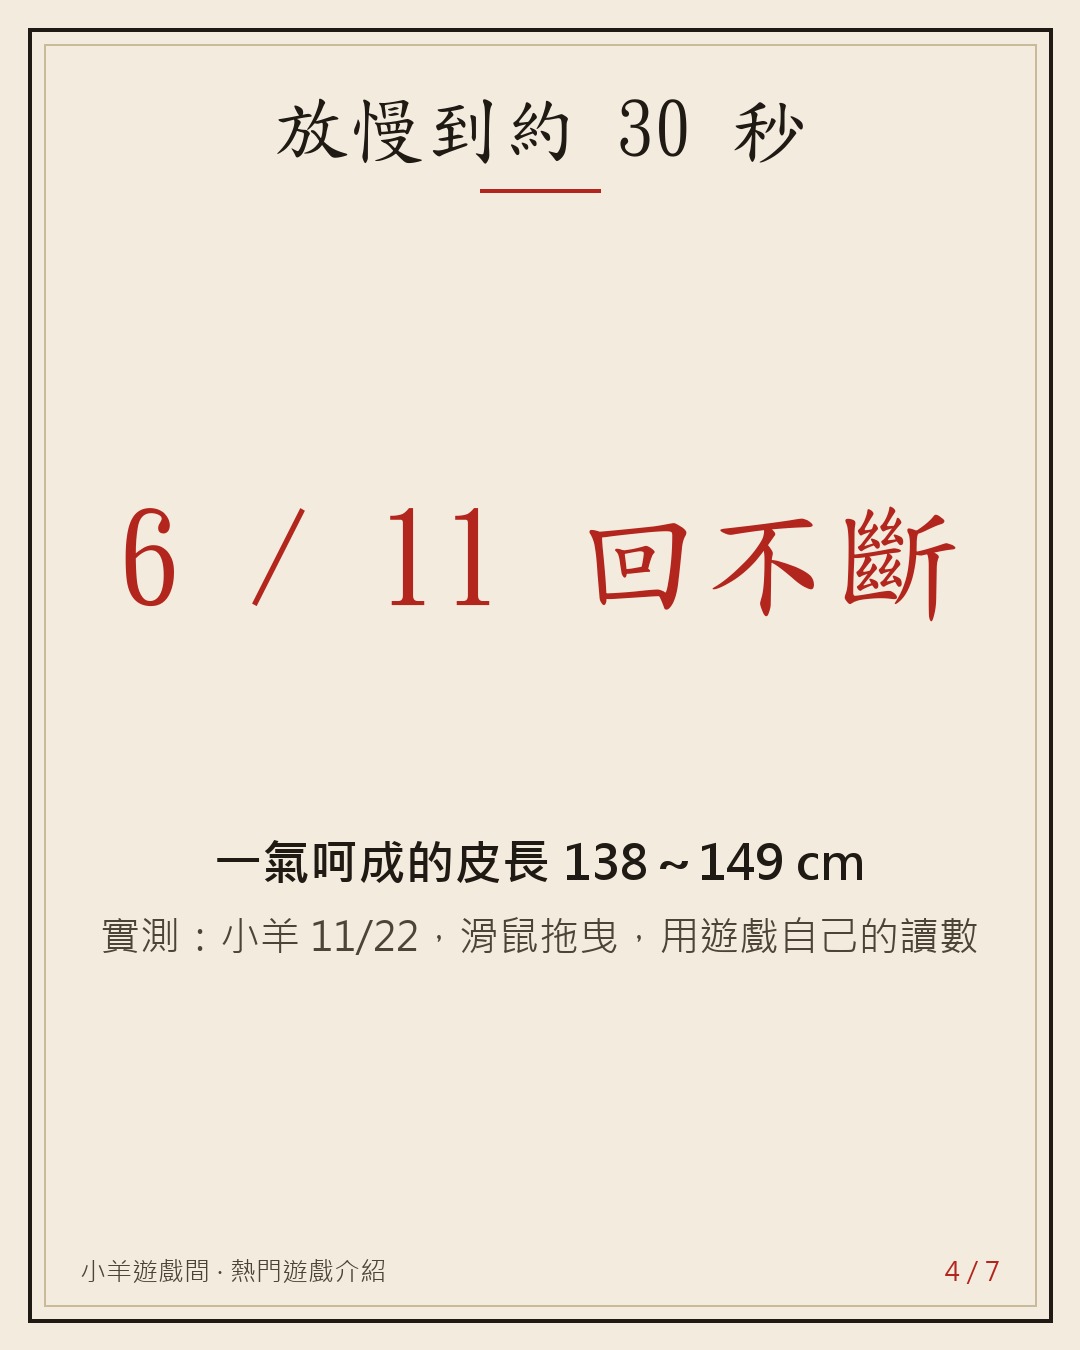 放慢到約 30 秒
6 / 11 回不斷
一氣呵成的皮長 138 ~ 149 cm
實測：小羊 11/22，滑鼠拖曳，用遊戲自己的讀數
小羊遊戲間 · 熱門遊戲介紹
4 / 7